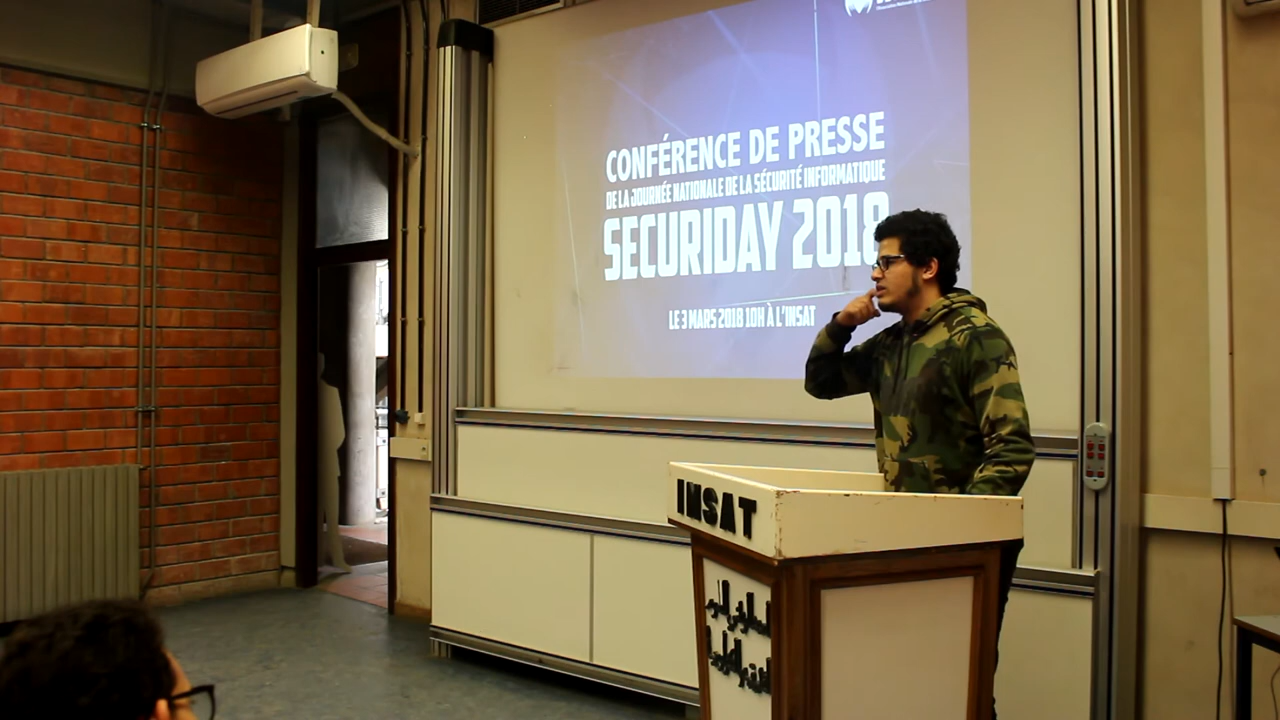 CONFÉRENCE DE PRESSE
DE LA JOURNÉE NATIONALE DE LA SÉCURITÉ INFORMATIQUE
SECURIDAY 2018
LE 3 MARS 2018 10H À L'INSAT
INSAT